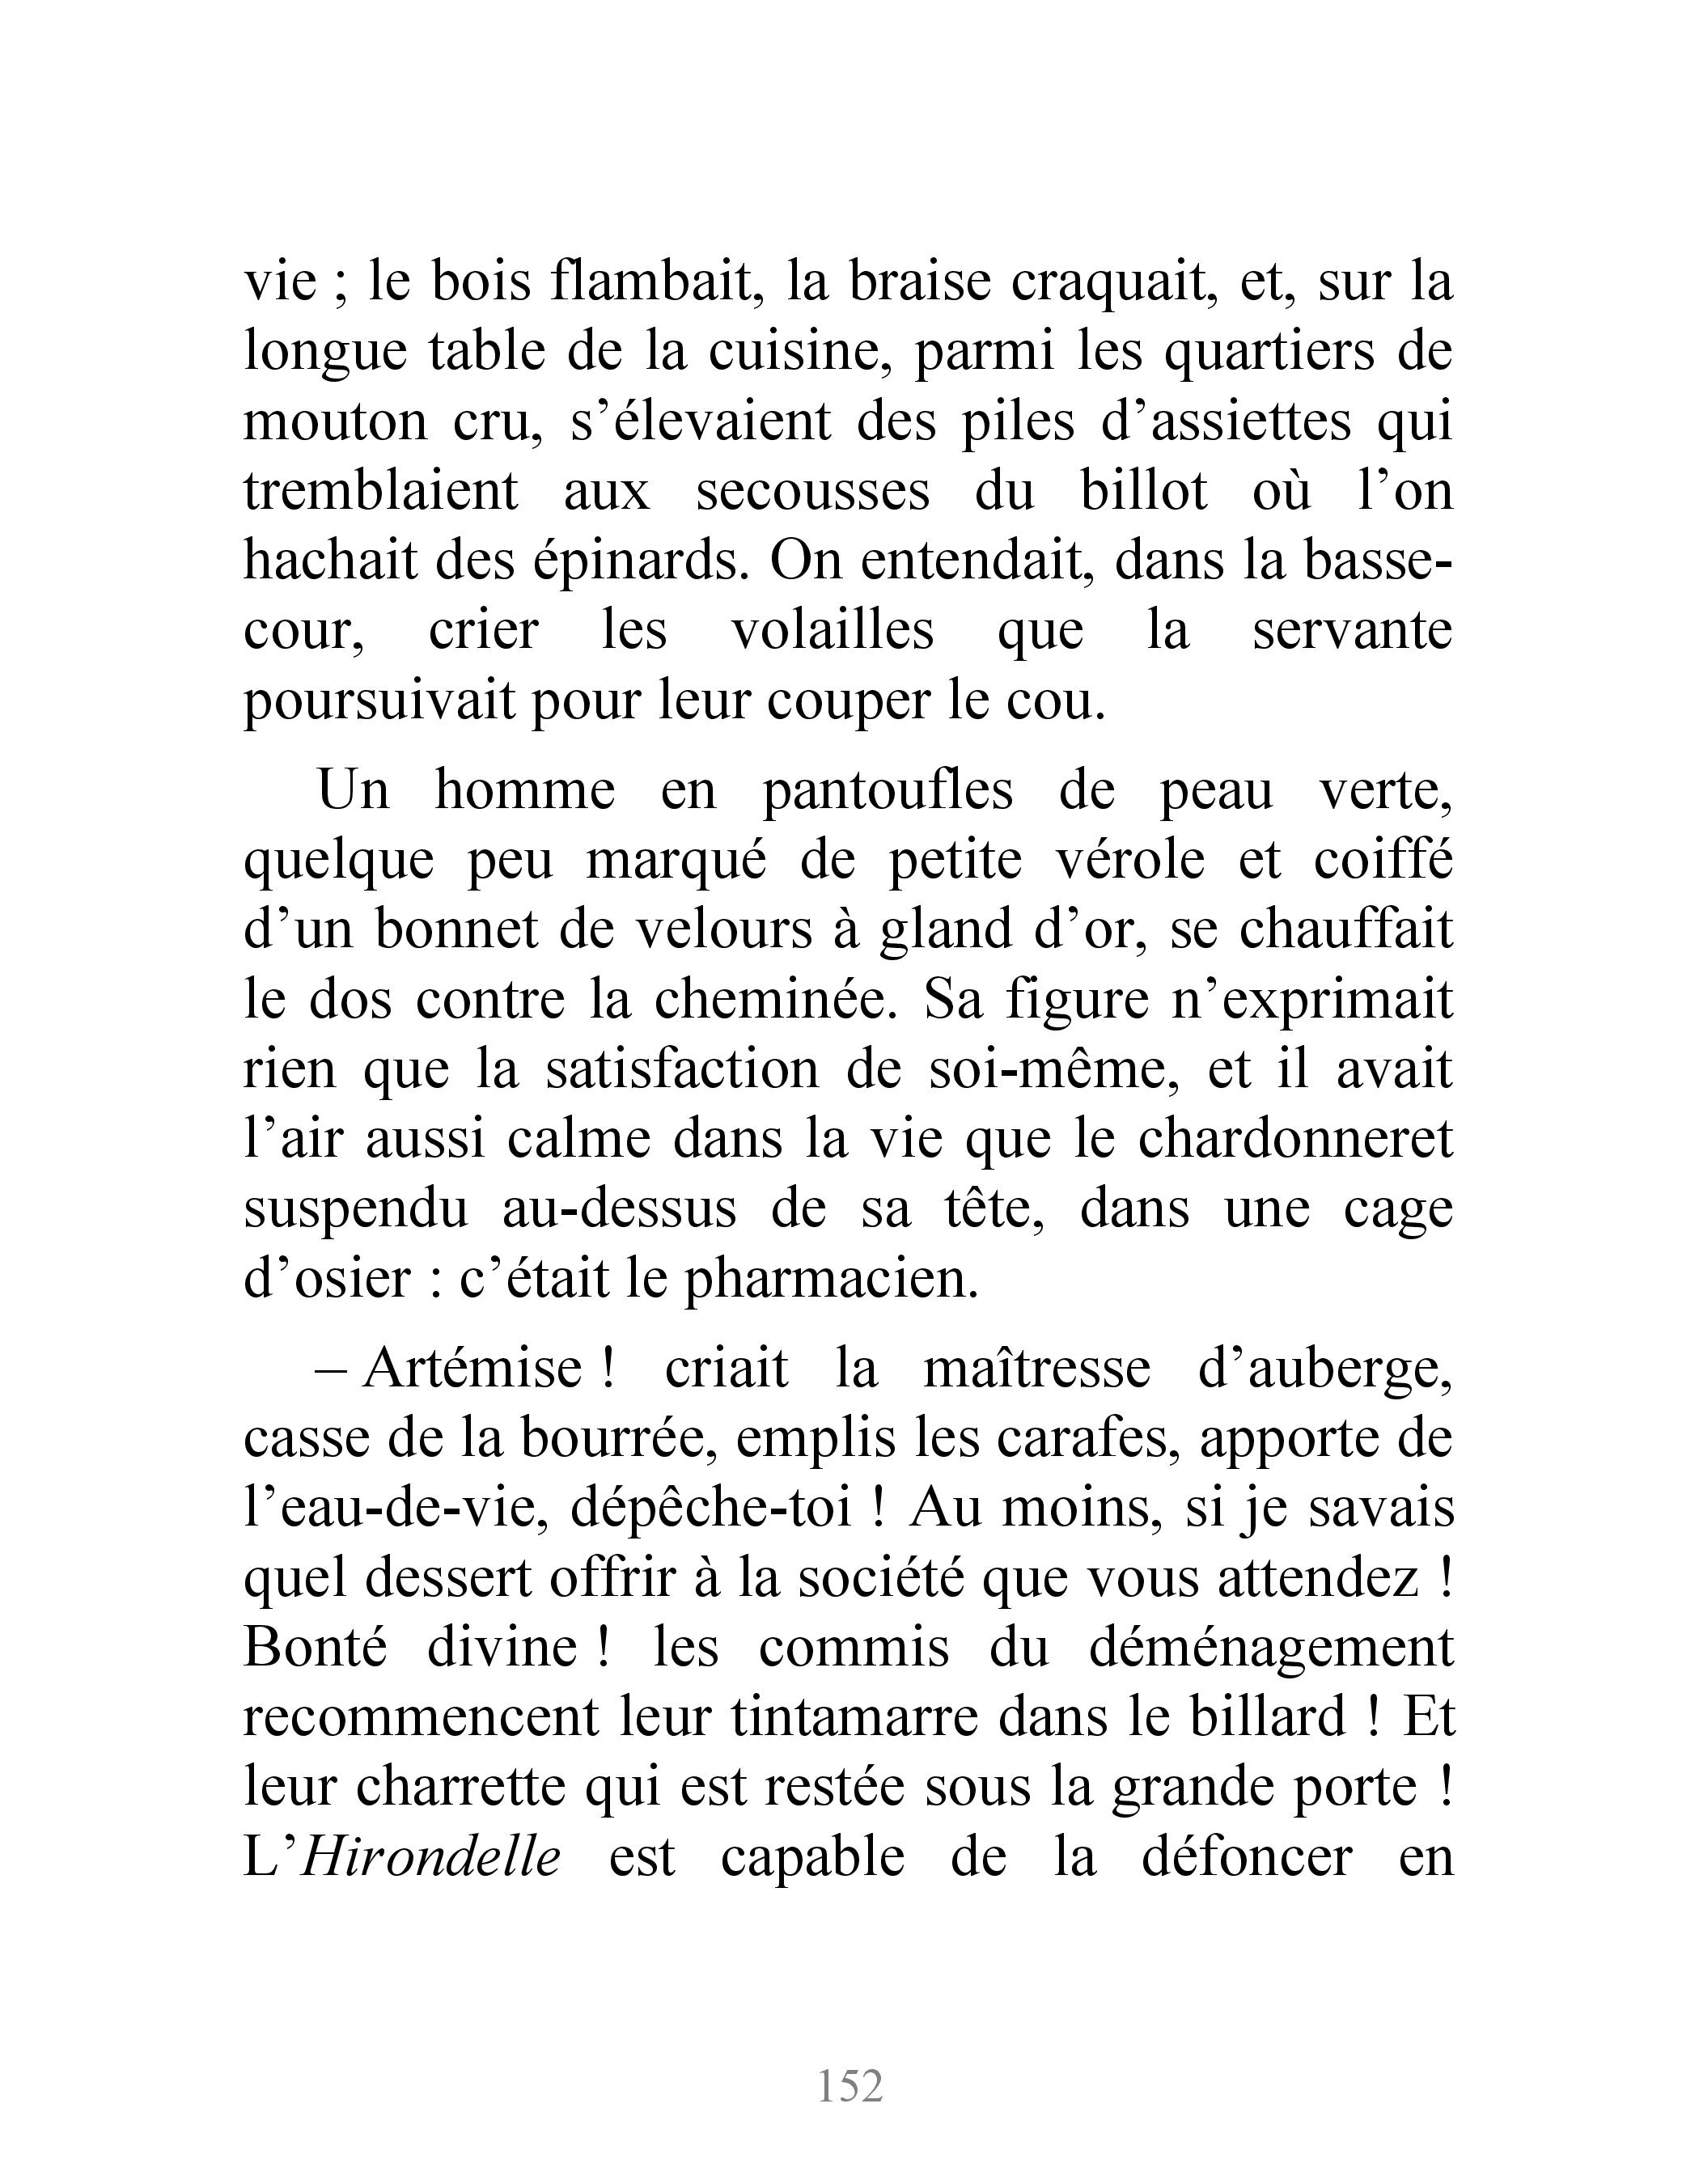 vie ; le bois flambait, la braise craquait, et, sur la
longue table de la cuisine, parmi les quartiers de
mouton cru, s’élevaient des piles d’assiettes qui
tremblaient aux secousses du billot où l’on
hachait des épinards. On entendait, dans la basse-
cour, crier les volailles que la servante
poursuivait pour leur couper le cou.
Un homme en pantoufles de peau verte,
quelque peu marqué de petite vérole et coiffé
d’un bonnet de velours à gland d’or, se chauffait
le dos contre la cheminée. Sa figure n’exprimait
rien que la satisfaction de soi-même, et il avait
l’air aussi calme dans la vie que le chardonneret
suspendu au-dessus de sa tête, dans une cage
d’osier : c’était le pharmacien.
– Artémise ! criait la maîtresse d’auberge,
casse de la bourrée, emplis les carafes, apporte de
l’eau-de-vie, dépêche-toi ! Au moins, si je savais
quel dessert offrir à la société que vous attendez !
Bonté divine ! les commis du déménagement
recommencent leur tintamarre dans le billard ! Et
leur charrette qui est restée sous la grande porte !
L’Hirondelle est capable de la défoncer en
152